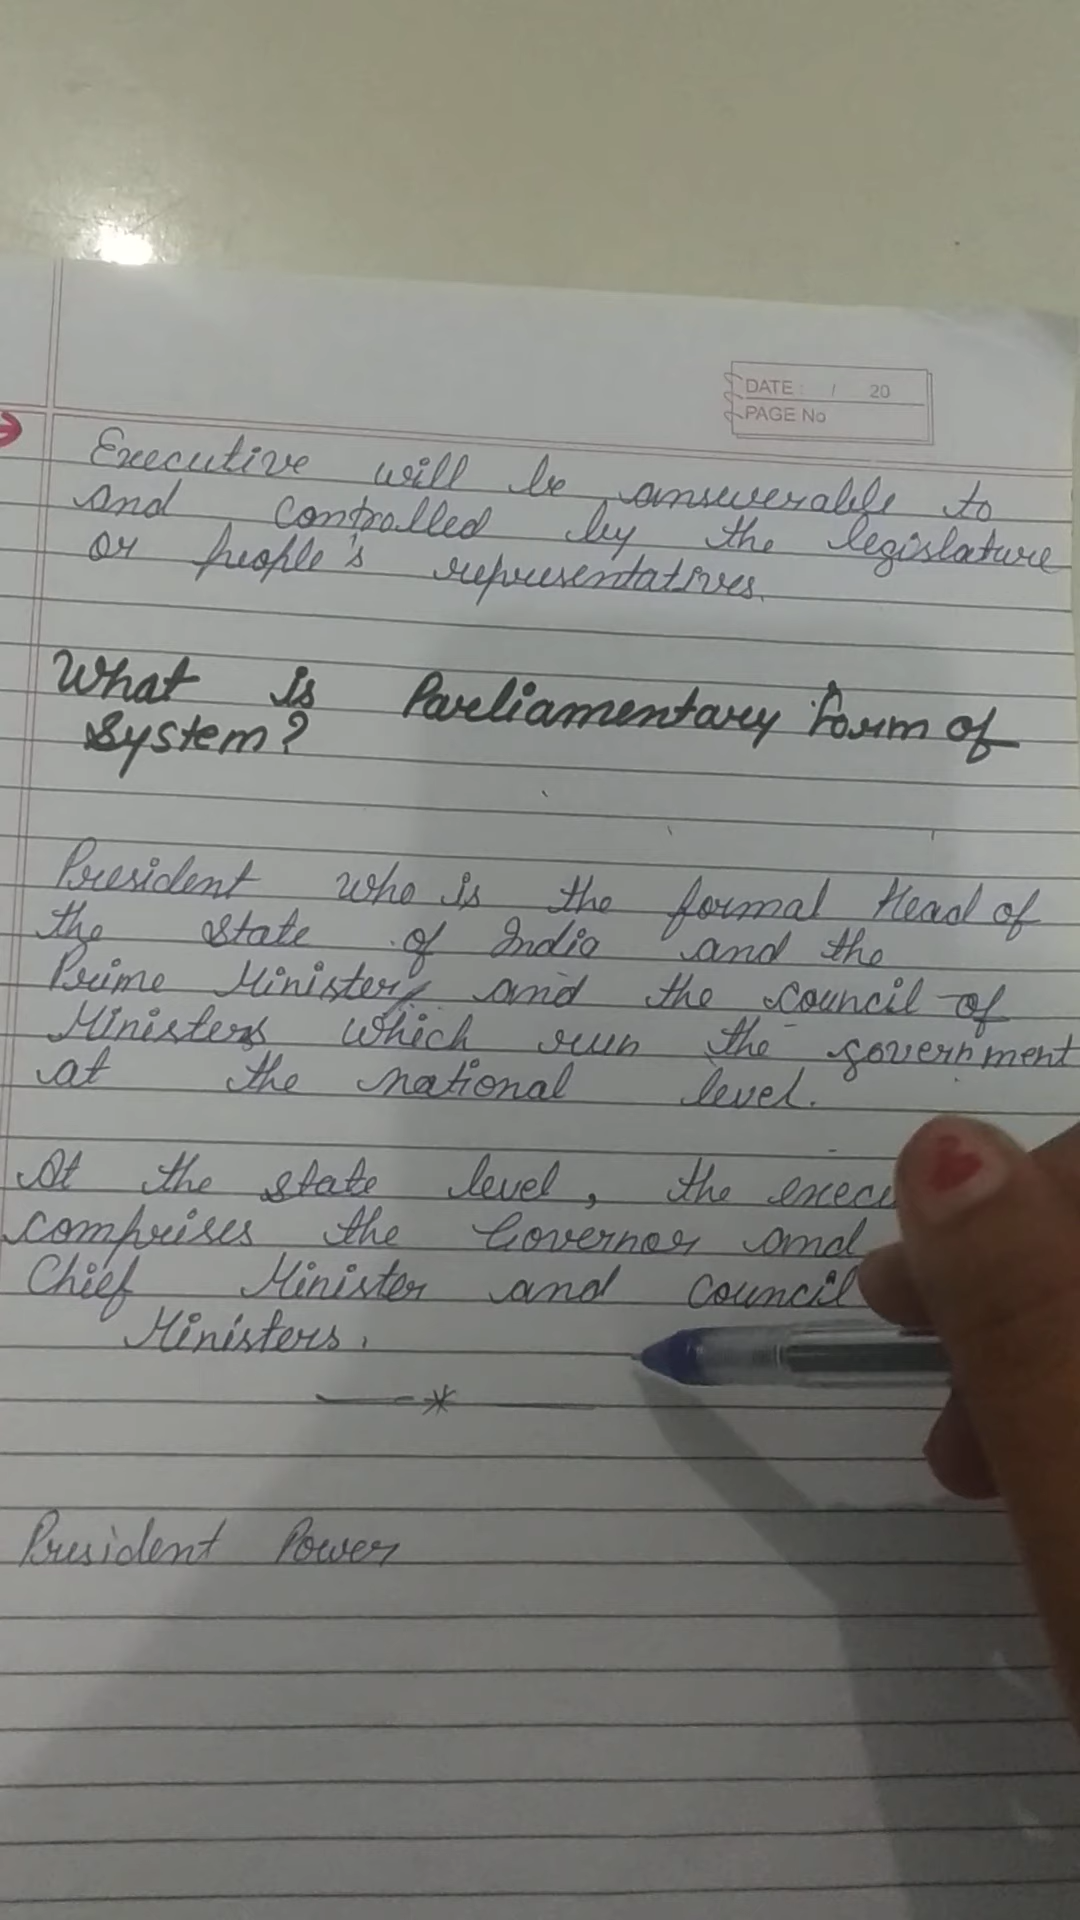 DATE: / 20
PAGE No
Executive will be answerable to
and controlled by the legislature
or people's representatives.
What is Parliamentary Form of
System?
President who is the formal Head of
the state of India and the
Prime Minister, and the council of
Ministers which run the government
at the national level.
At the state level, the
comprises the Governor and
Chief Minister and council
Ministers.
President Power